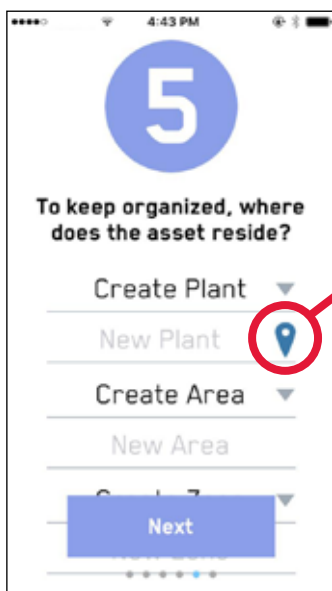 4:43 PM
5
To keep organized, where
does the asset reside?
Create Plant
New Plant
Create Area
New Area
Next